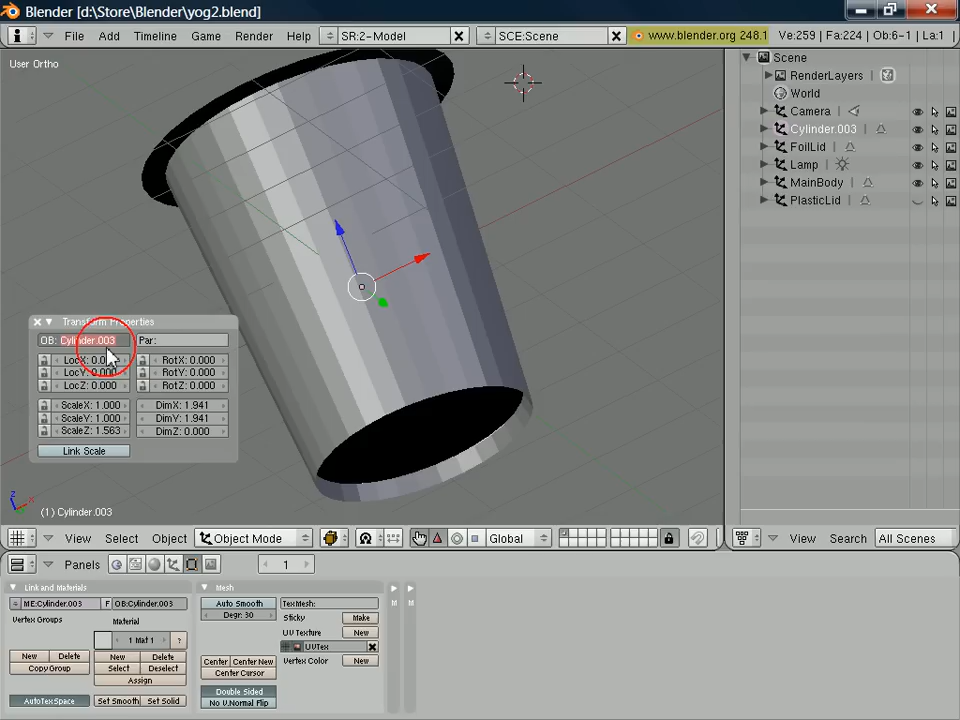 Blender [d:\Store\Blender\yog2.blend]
File Add Timeline Game Render Help SR:2-Model SCE:Scene www.blender.org 248.1 Ve:259 | Fa:224 | Ob:6-1 | La:1
User Ortho
Scene
RenderLayers
World
Camera
Cylinder.003
FoilLid
Lamp
MainBody
PlasticLid
Transform Properties
OB: Cylinder.003 Par:
LocX: 0.000 RotX: 0.000
LocY: 0.000 RotY: 0.000
LocZ: 0.000 RotZ: 0.000
ScaleX: 1.000 DimX: 1.941
ScaleY: 1.000 DimY: 1.941
ScaleZ: 1.563 DimZ: 0.000
Link Scale
z x
(1) Cylinder.003
View Select Object Object Mode Global
View Search All Scenes
Panels 1
Link and Materials Mesh
ME:Cylinder.003 F OB:Cylinder.003 Auto Smooth TexMesh: M M
Vertex Groups Material Degr: 30 Sticky Make
1 Mat 1 ? UV Texture New
UVTex
New Delete New Delete Center Center New Vertex Color New
Copy Group Select Deselect Center Cursor
Assign
Double Sided
AutoTexSpace Set Smooth Set Solid No V.Normal Flip